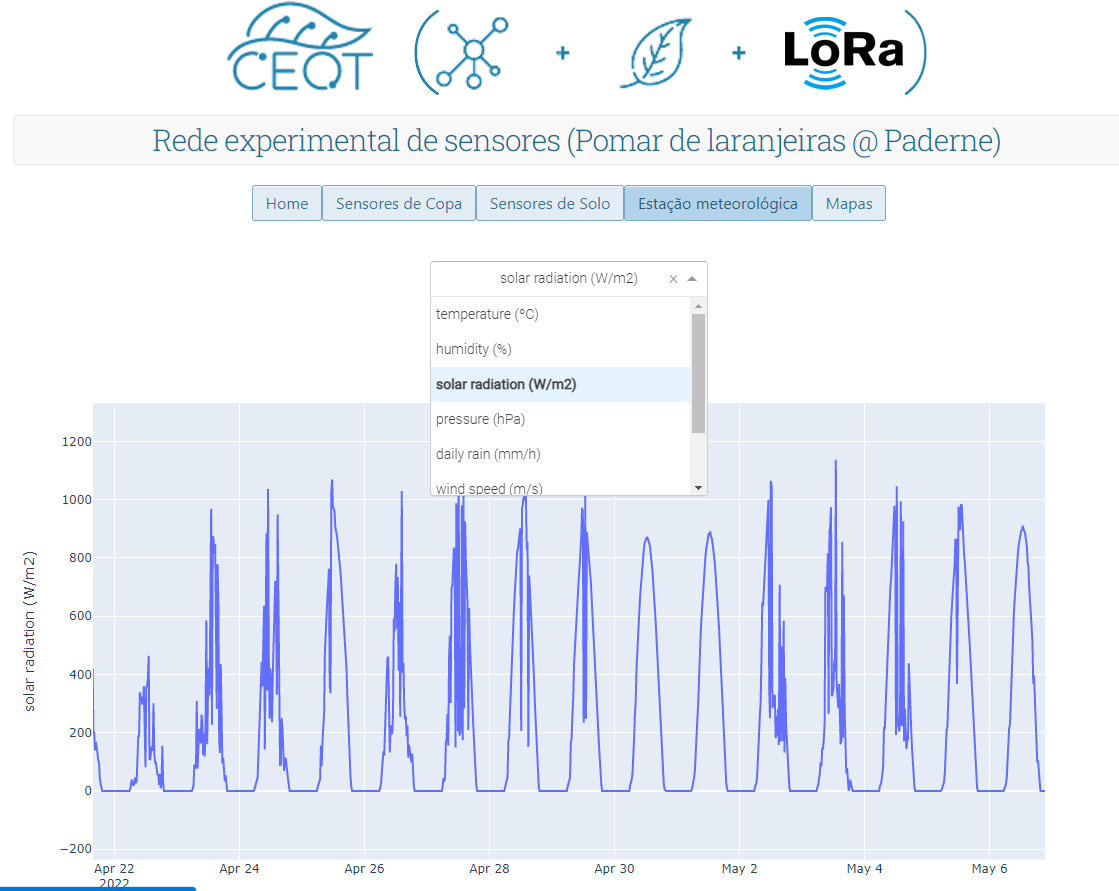 CEOT
( + + LoRa )
Rede experimental de sensores (Pomar de laranjeiras @ Paderne)
Home Sensores de Copa Sensores de Solo Estação meteorológica Mapas
solar radiation (W/m2) ×
temperature (ºC)
humidity (%)
solar radiation (W/m2)
pressure (hPa)
daily rain (mm/h)
wind speed (m/s)
solar radiation (W/m2)
1200
1000
800
600
400
200
0
−200
Apr 22 Apr 24 Apr 26 Apr 28 Apr 30 May 2 May 4 May 6
2022